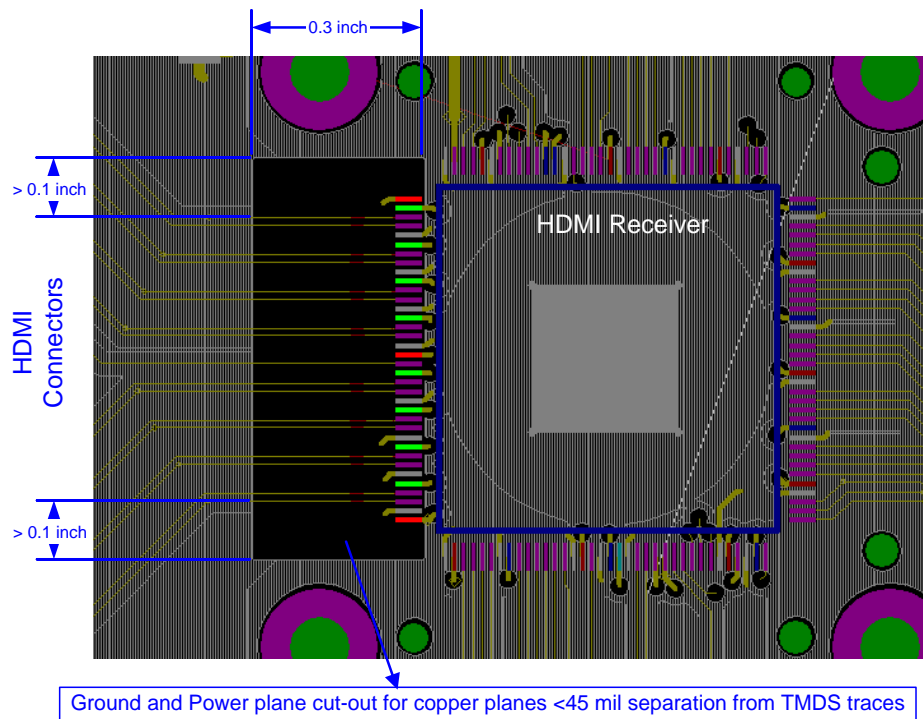 0.3 inch
> 0.1 inch
HDMI Receiver
HDMI
Connectors
> 0.1 inch
Ground and Power plane cut-out for copper planes <45 mil separation from TMDS traces